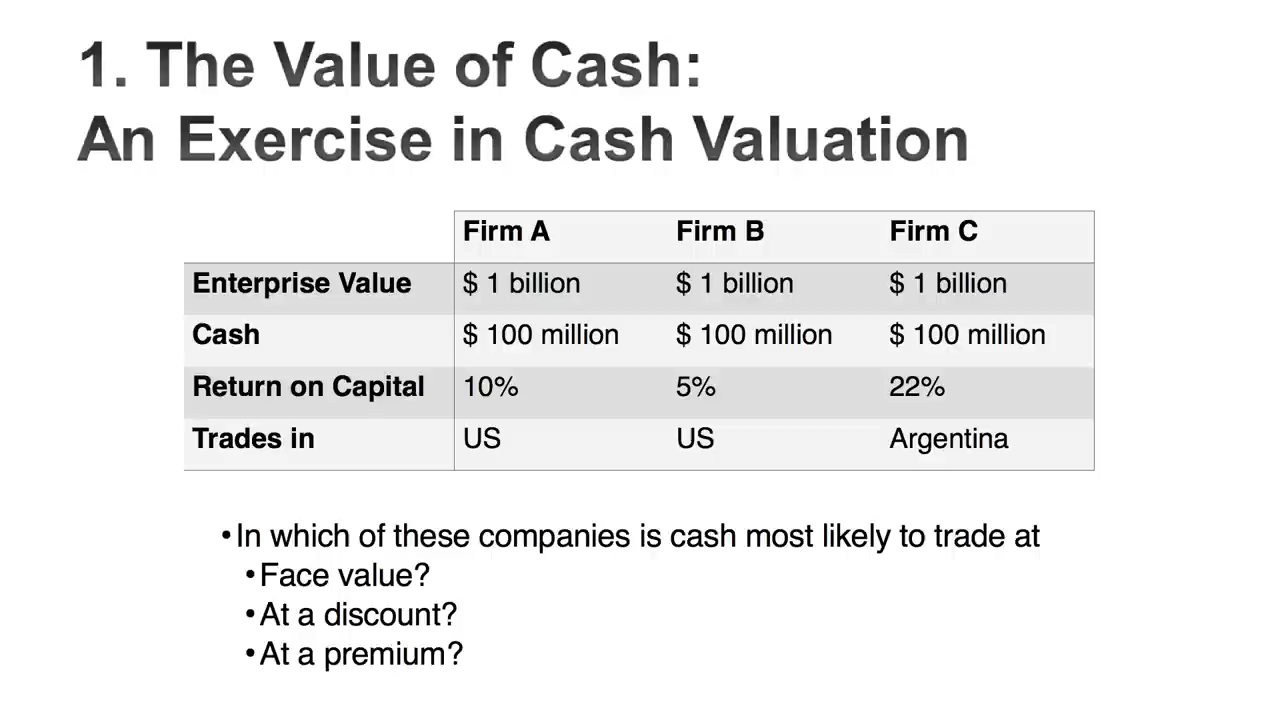 1. The Value of Cash:
An Exercise in Cash Valuation
Firm A Firm B Firm C
Enterprise Value $ 1 billion $ 1 billion $ 1 billion
Cash $ 100 million $ 100 million $ 100 million
Return on Capital 10% 5% 22%
Trades in US US Argentina
•In which of these companies is cash most likely to trade at
•Face value?
•At a discount?
•At a premium?